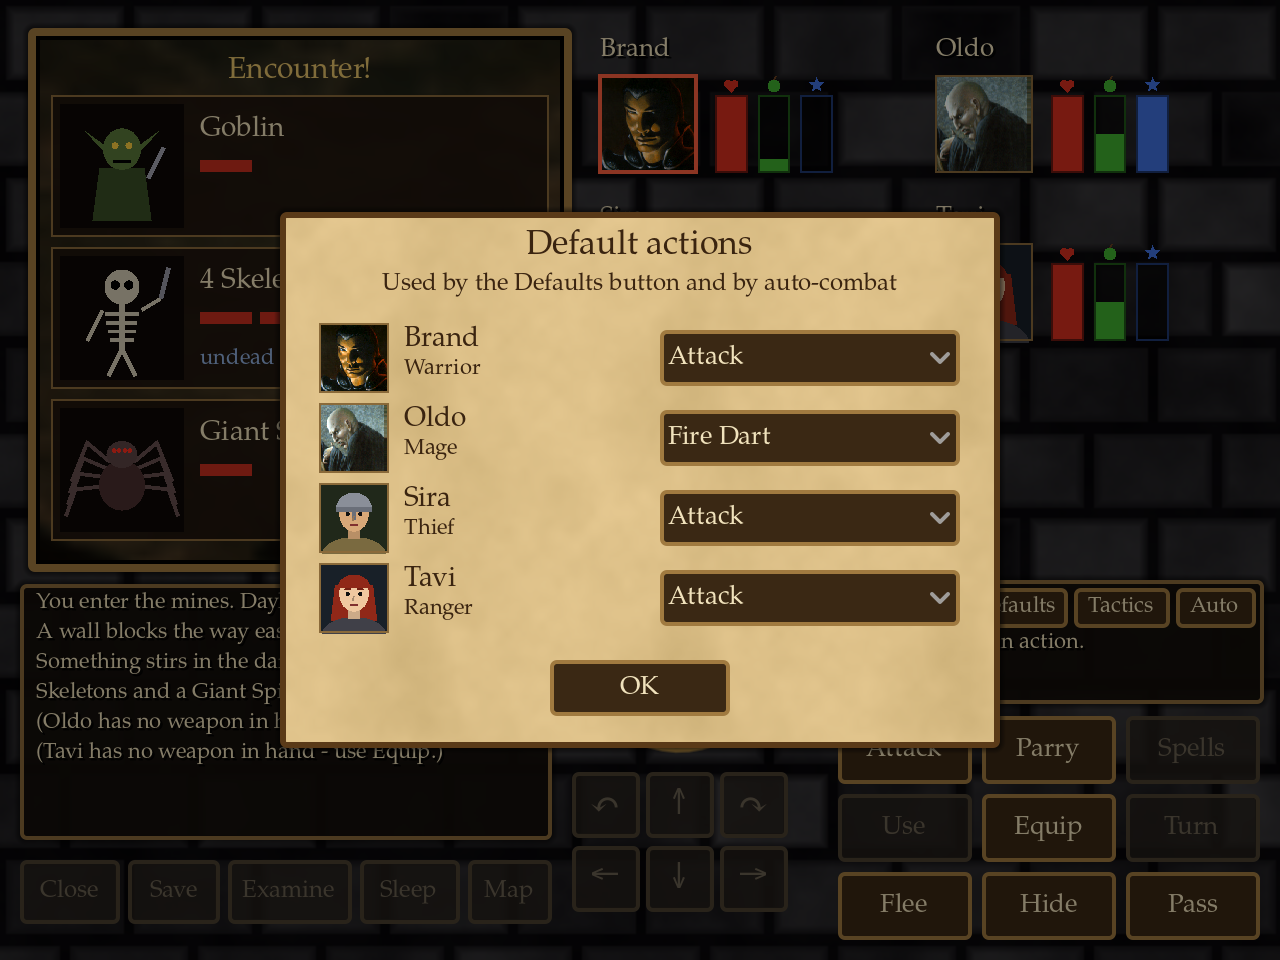 Encounter!
Goblin
4 Skele
undead
Giant
Brand
Oldo
Default actions
Used by the Defaults button and by auto-combat
Brand
Warrior
Attack
Oldo
Mage
Fire Dart
Sira
Thief
Attack
Tavi
Ranger
Attack
OK
You enter the mines. Day
A wall blocks the way eas
Something stirs in the da
Skeletons and a Giant Sp
(Oldo has no weapon in h
(Tavi has no weapon in hand - use Equip.)
faults
Tactics
Auto
n action.
Close
Save
Examine
Sleep
Map
Attack
Parry
Spells
Use
Equip
Turn
Flee
Hide
Pass